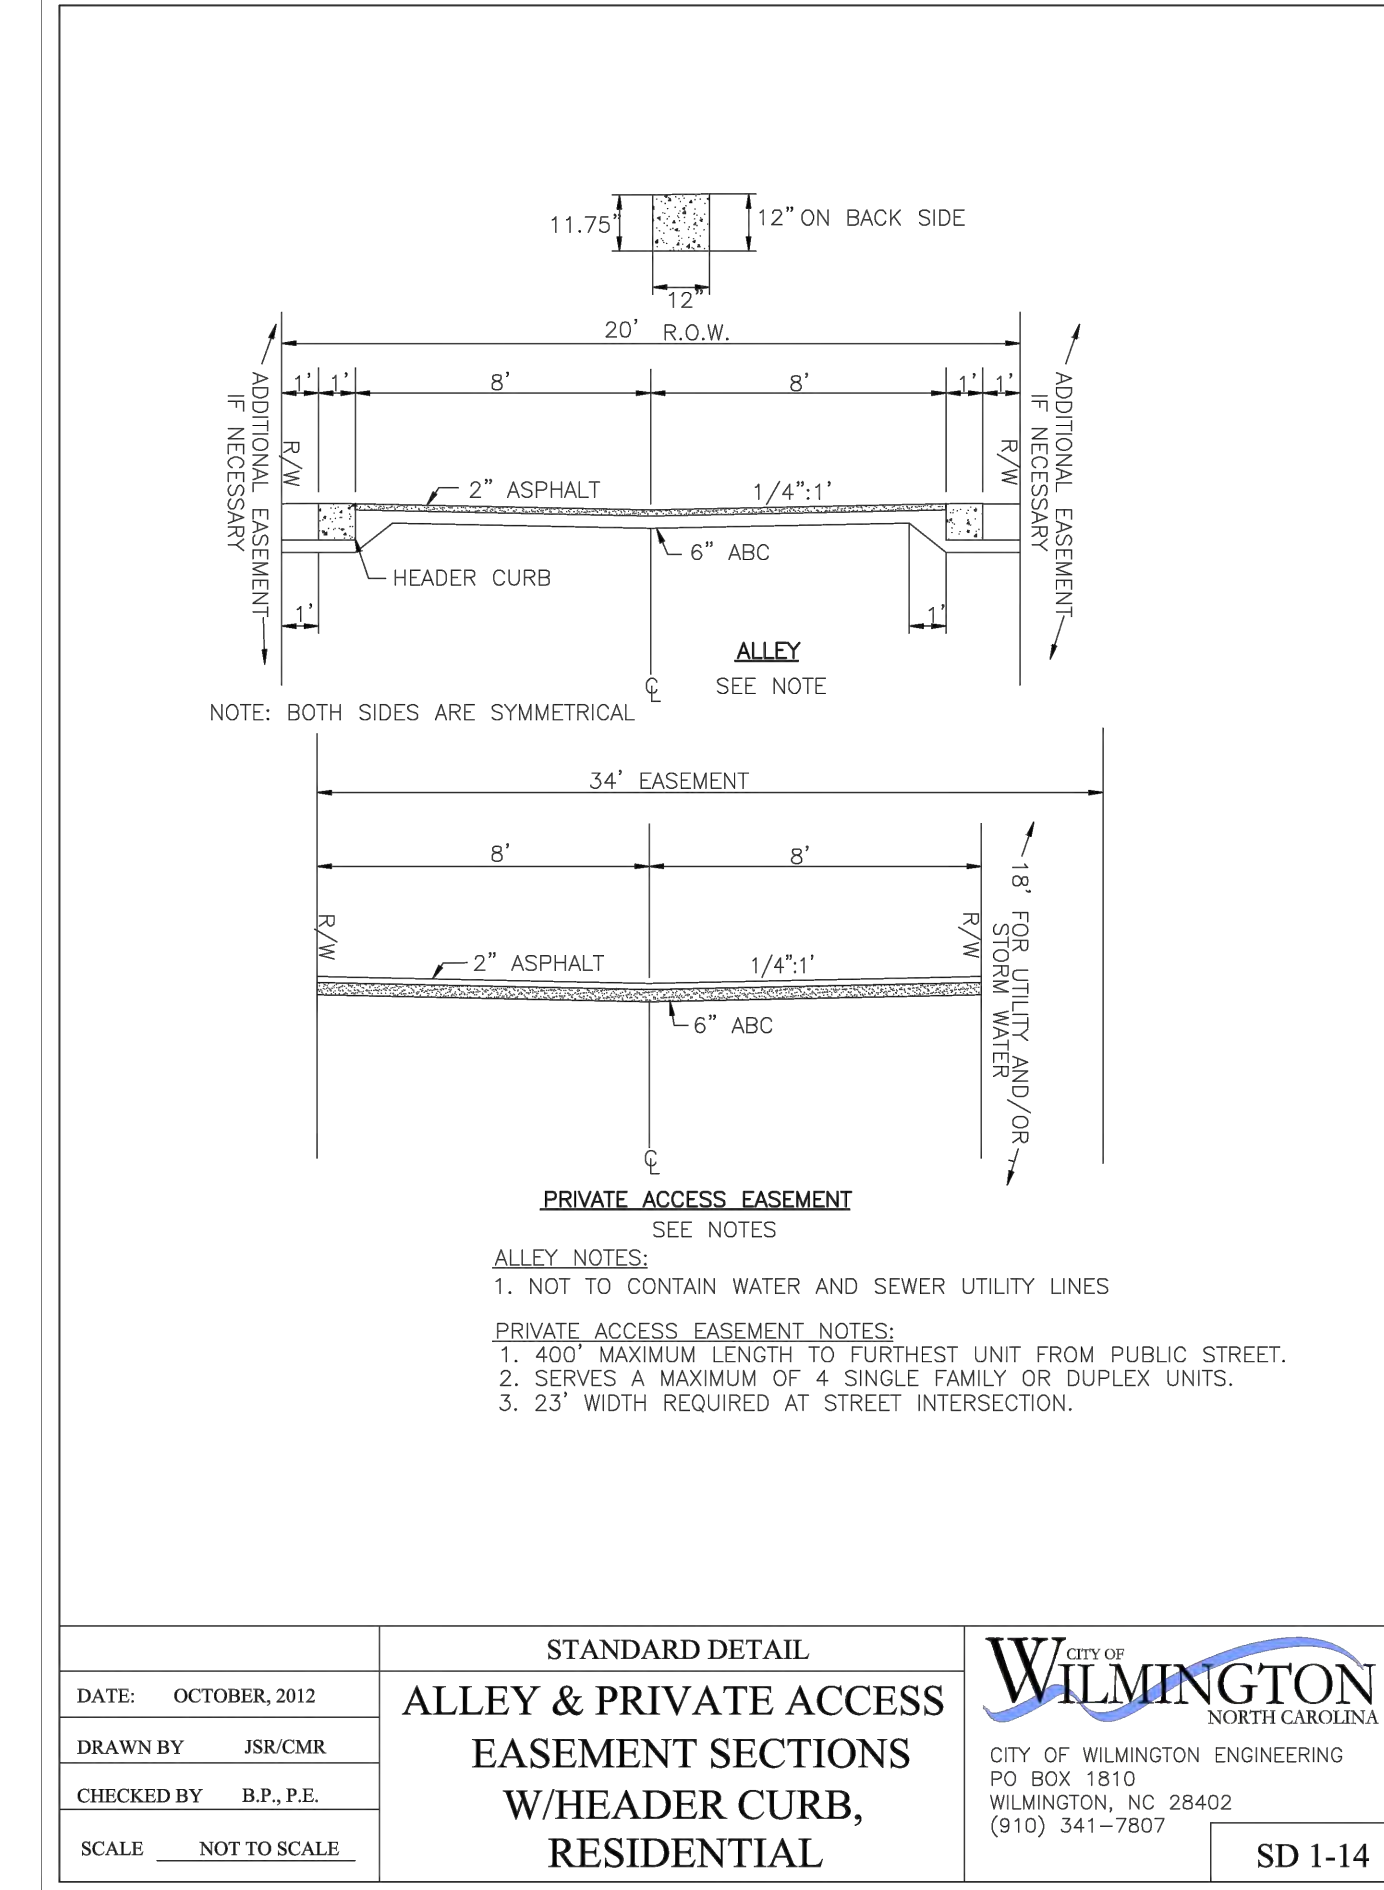 11.75"
12" ON BACK SIDE
12"
20' R.O.W.
ADDITIONAL EASEMENT
IF NECESSARY
1'
1'
8'
8'
1'
1'
ADDITIONAL EASEMENT
IF NECESSARY
R/W
R/W
2" ASPHALT
1/4":1'
6" ABC
HEADER CURB
1'
1'
ALLEY
SEE NOTE
℄
NOTE: BOTH SIDES ARE SYMMETRICAL
34' EASEMENT
8'
8'
18' FOR UTILITY AND/OR
STORM WATER
R/W
R/W
2" ASPHALT
1/4":1'
6" ABC
℄
PRIVATE ACCESS EASEMENT
SEE NOTES
ALLEY NOTES:
1. NOT TO CONTAIN WATER AND SEWER UTILITY LINES
PRIVATE ACCESS EASEMENT NOTES:
1. 400' MAXIMUM LENGTH TO FURTHEST UNIT FROM PUBLIC STREET.
2. SERVES A MAXIMUM OF 4 SINGLE FAMILY OR DUPLEX UNITS.
3. 23' WIDTH REQUIRED AT STREET INTERSECTION.
DATE: OCTOBER, 2012
DRAWN BY JSR/CMR
CHECKED BY B.P., P.E.
SCALE NOT TO SCALE
STANDARD DETAIL
ALLEY & PRIVATE ACCESS
EASEMENT SECTIONS
W/HEADER CURB,
RESIDENTIAL
CITY OF
WILMINGTON
NORTH CAROLINA
CITY OF WILMINGTON ENGINEERING
PO BOX 1810
WILMINGTON, NC 28402
(910) 341-7807
SD 1-14